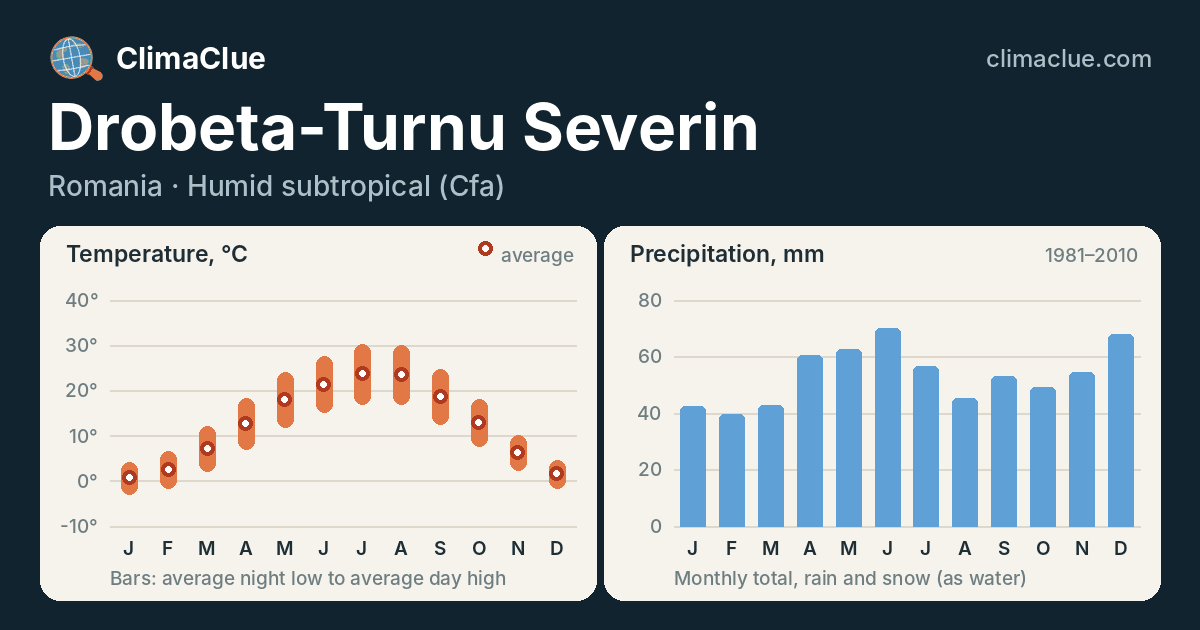 ClimaClue
climaclue.com
Drobeta-Turnu Severin
Romania · Humid subtropical (Cfa)
Temperature, °C
average
40°
30°
20°
10°
0°
-10°
J F M A M J J A S O N D
Bars: average night low to average day high
Precipitation, mm
1981–2010
80
60
40
20
0
J F M A M J J A S O N D
Monthly total, rain and snow (as water)